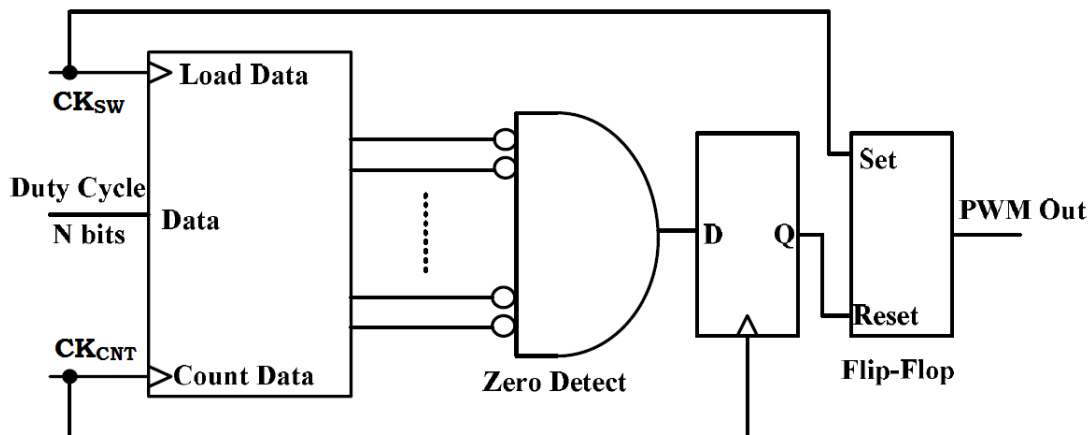 Load Data
CKSW
Set
Duty Cycle
N bits
Data
D
Q
PWM Out
Reset
CKCNT
Count Data
Zero Detect
Flip-Flop